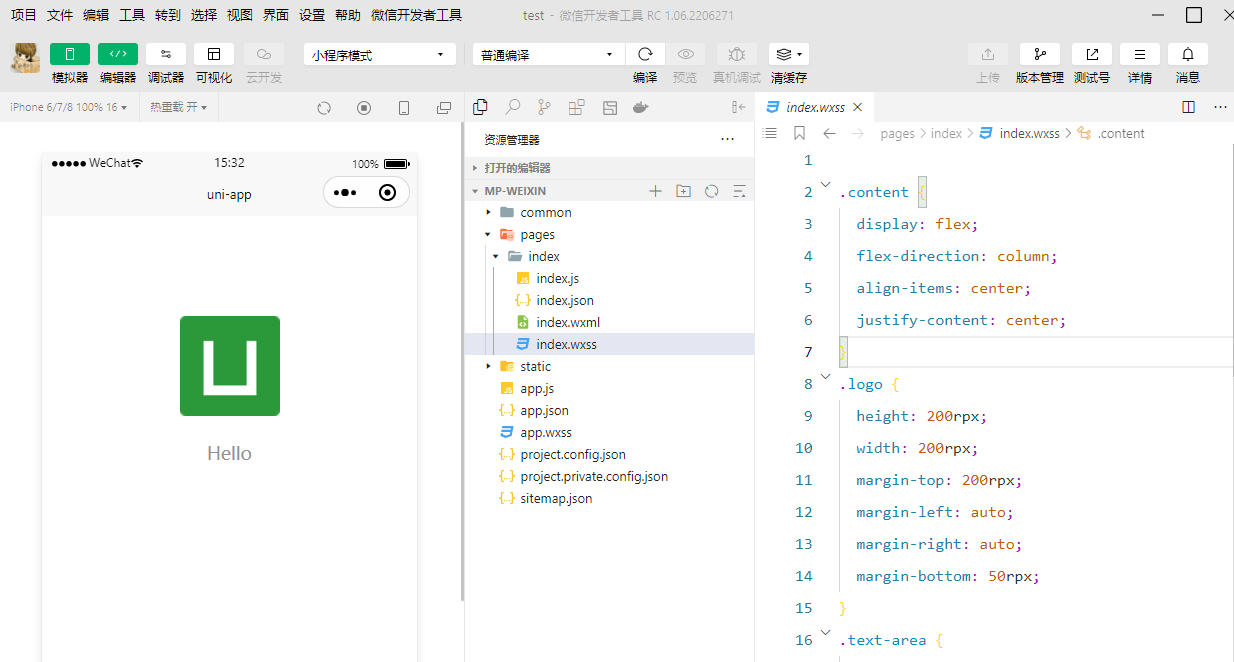 项目 文件 编辑 工具 转到 选择 视图 界面 设置 帮助 微信开发者工具 test - 微信开发者工具 RC 1.06.2206271
小程序模式 普通编译
模拟器 编辑器 调试器 可视化 云开发 编译 预览 真机调试 清缓存 上传 版本管理 测试号 详情 消息
iPhone 6/7/8 100% 16 热重载 开
WeChat 15:32 100%
uni-app
Hello
资源管理器
打开的编辑器
MP-WEIXIN
common
pages
index
index.js
index.json
index.wxml
index.wxss
static
app.js
app.json
app.wxss
project.config.json
project.private.config.json
sitemap.json
index.wxss
pages > index > index.wxss > .content
1
2 .content {
3 display: flex;
4 flex-direction: column;
5 align-items: center;
6 justify-content: center;
7 }
8 .logo {
9 height: 200rpx;
10 width: 200rpx;
11 margin-top: 200rpx;
12 margin-left: auto;
13 margin-right: auto;
14 margin-bottom: 50rpx;
15 }
16 .text-area {